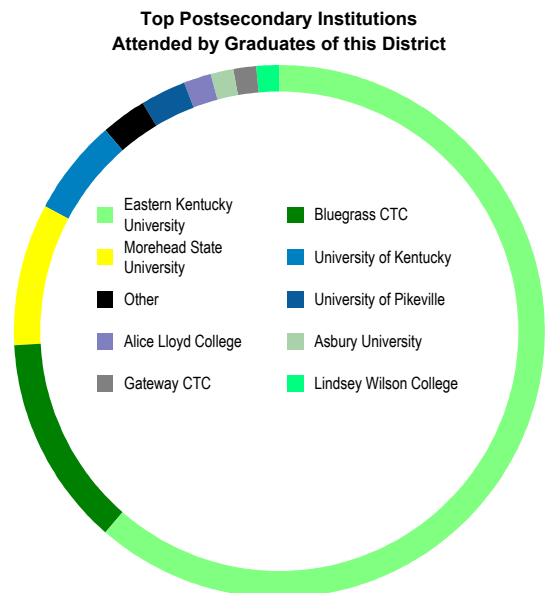 Top Postsecondary Institutions
Attended by Graduates of this District
Eastern Kentucky
University
Bluegrass CTC
Morehead State
University
University of Kentucky
Other
University of Pikeville
Alice Lloyd College
Asbury University
Gateway CTC
Lindsey Wilson College